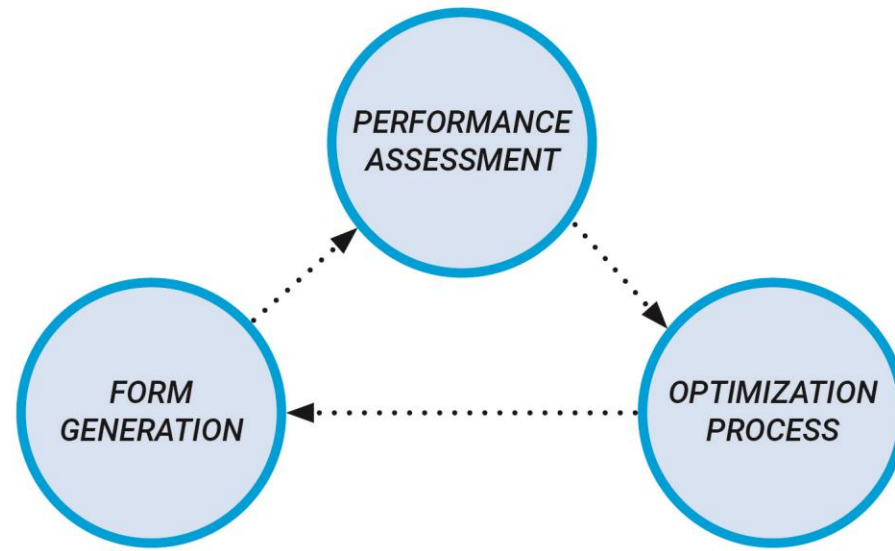 PERFORMANCE
ASSESSMENT
FORM
GENERATION
OPTIMIZATION
PROCESS